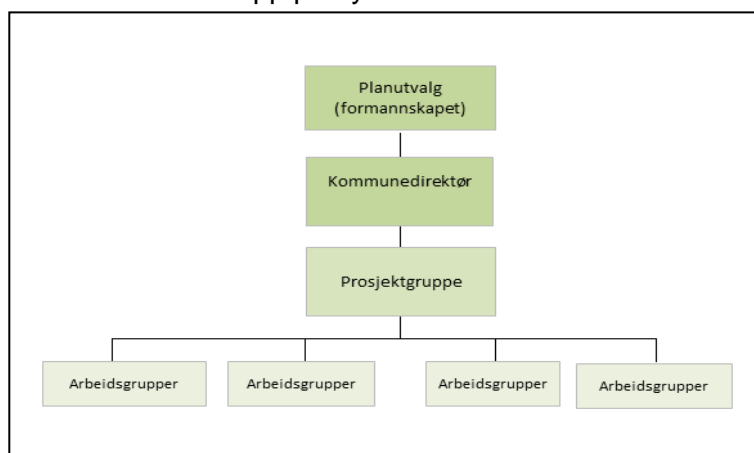 Planutvalg
(formannskapet)
Kommunedirektør
Prosjektgruppe
Arbeidsgrupper
Arbeidsgrupper
Arbeidsgrupper
Arbeidsgrupper